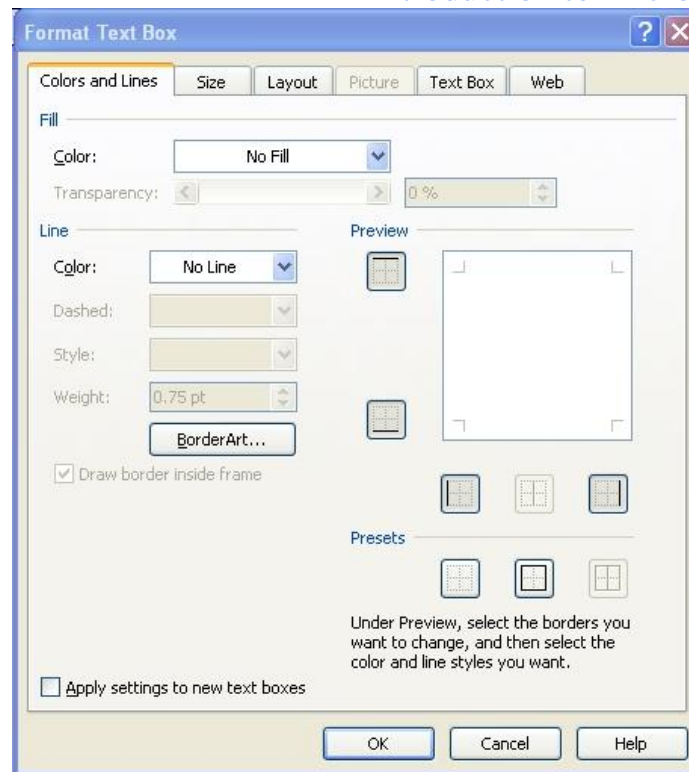 Format Text Box
Colors and Lines Size Layout Picture Text Box Web
Fill
Color: No Fill
Transparency: 0 %
Line
Color: No Line
Dashed:
Style:
Weight: 0.75 pt
BorderArt...
Draw border inside frame
Preview
Presets
Under Preview, select the borders you
want to change, and then select the
color and line styles you want.
Apply settings to new text boxes
OK Cancel Help